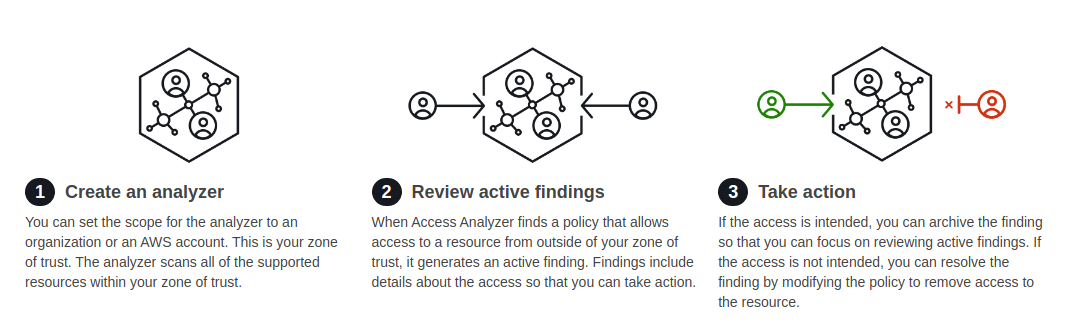 1 Create an analyzer
You can set the scope for the analyzer to an
organization or an AWS account. This is your zone
of trust. The analyzer scans all of the supported
resources within your zone of trust.
2 Review active findings
When Access Analyzer finds a policy that allows
access to a resource from outside of your zone of
trust, it generates an active finding. Findings include
details about the access so that you can take action.
3 Take action
If the access is intended, you can archive the finding
so that you can focus on reviewing active findings. If
the access is not intended, you can resolve the
finding by modifying the policy to remove access to
the resource.